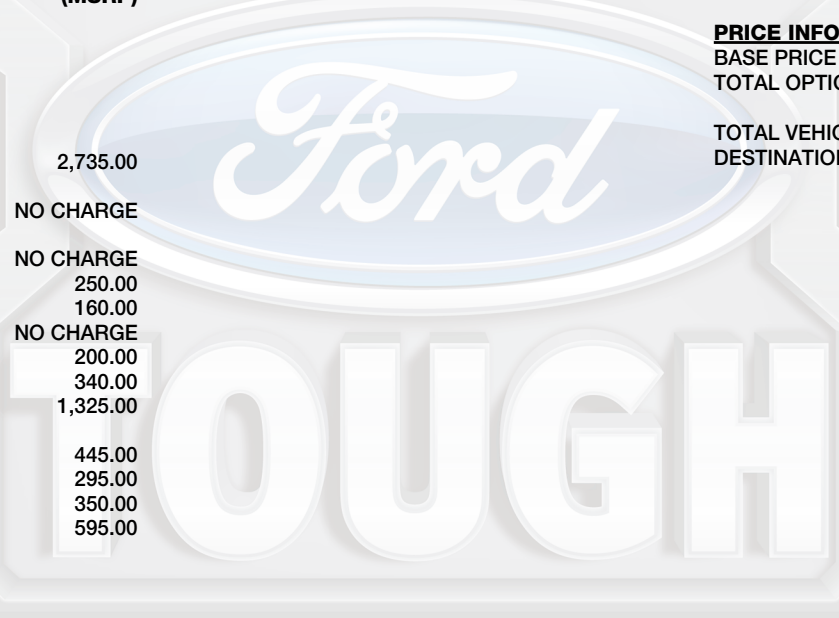 (MSRP)
2,735.00
NO CHARGE
NO CHARGE
250.00
160.00
NO CHARGE
200.00
340.00
1,325.00
445.00
295.00
350.00
595.00
PRICE INFO
BASE PRICE
TOTAL OPTIO
TOTAL VEHIC
DESTINATION
Ford
TOUGH